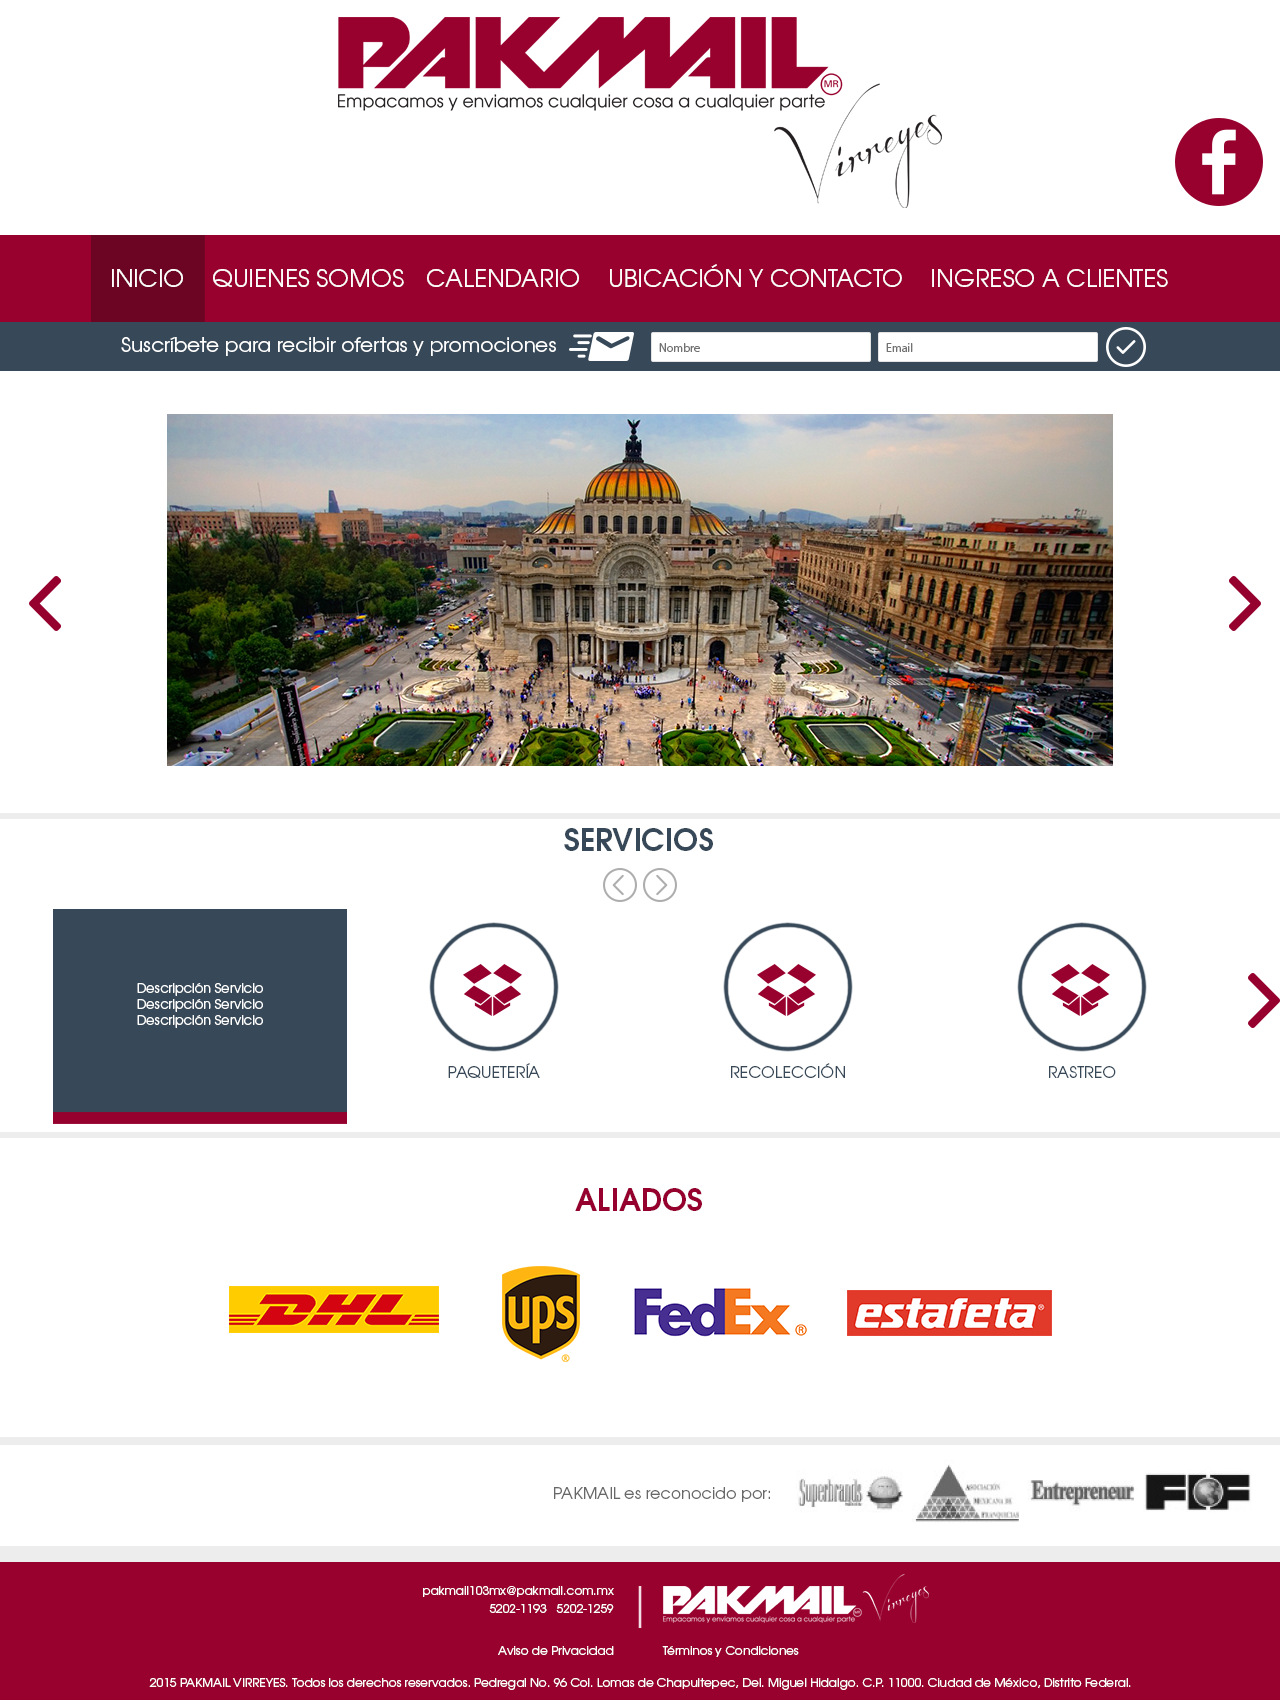 PAKMAIL MR
Empacamos y enviamos cualquier cosa a cualquier parte
Virreyes
f
INICIO QUIENES SOMOS CALENDARIO UBICACIÓN Y CONTACTO INGRESO A CLIENTES
Suscríbete para recibir ofertas y promociones Nombre Email
SERVICIOS
Descripción Servicio
Descripción Servicio
Descripción Servicio
PAQUETERÍA RECOLECCIÓN RASTREO
ALIADOS
DHL ups ® FedEx ® estafeta ®
PAKMAIL es reconocido por: Superbrands ASOCIACIÓN MEXICANA DE FRANQUICIAS Entrepreneur
pakmail103mx@pakmail.com.mx
5202-1193 5202-1259
PAKMAIL MR Virreyes
Empacamos y enviamos cualquier cosa a cualquier parte
Aviso de Privacidad Términos y Condiciones
2015 PAKMAIL VIRREYES. Todos los derechos reservados. Pedregal No. 96 Col. Lomas de Chapultepec, Del. Miguel Hidalgo. C.P. 11000. Ciudad de México, Distrito Federal.